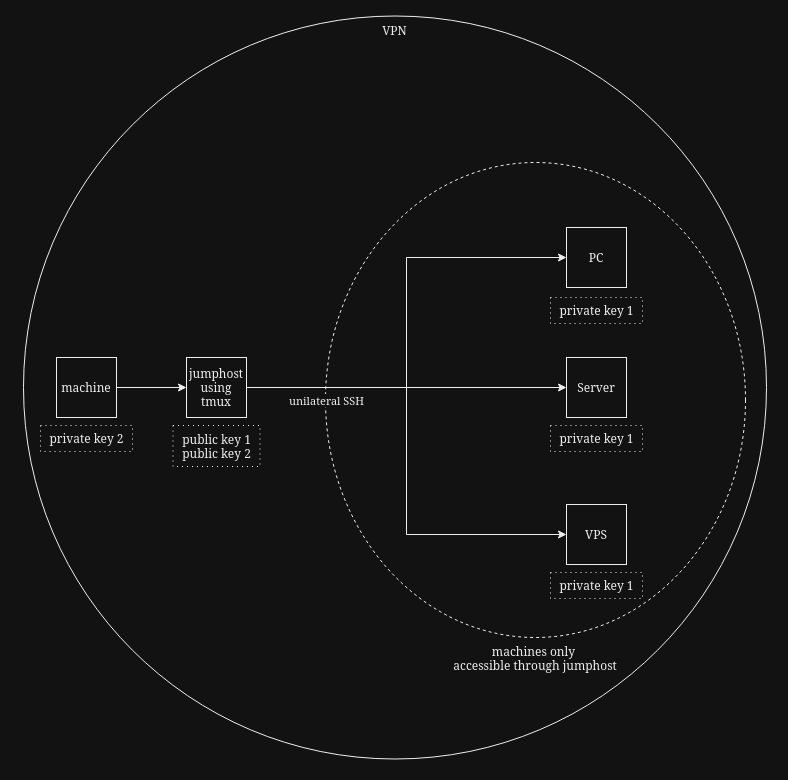 VPN
PC
private key 1
machine
jumphost
using
tmux
unilateral SSH
Server
private key 2
public key 1
public key 2
private key 1
VPS
private key 1
machines only
accessible through jumphost